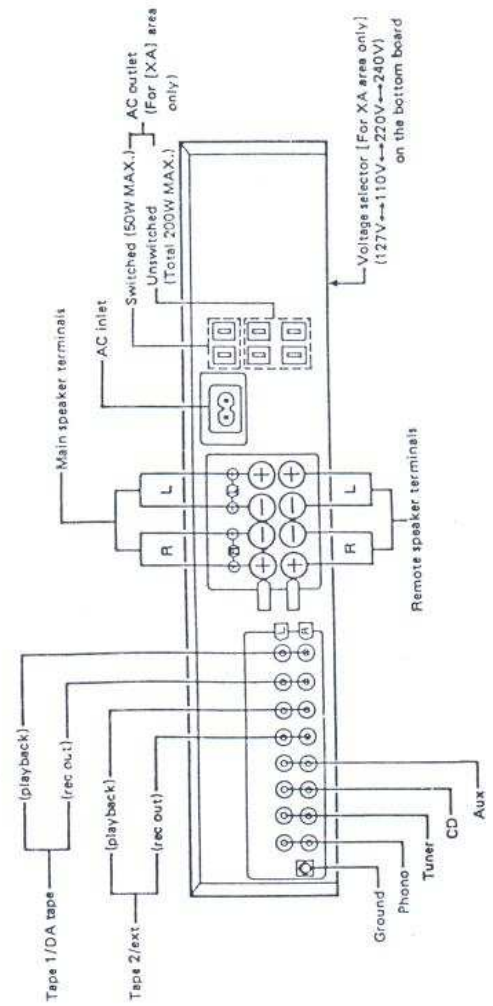 Tape 1/DA tape
(playback)
(rec out)
Tape 2/ext
(playback)
(rec out)
Main speaker terminals
R
L
AC inlet
Switched (50W MAX.)
Unswitched
(Total 200W MAX.)
AC outlet
(For [XA] area
only)
L
R
R
L
+
−
−
+
+
−
−
+
R
L
Ground
Phono
Tuner
CD
Aux
Remote speaker terminals
Voltage selector [For XA area only]
(127V↔110V↔220V↔240V)
on the bottom board